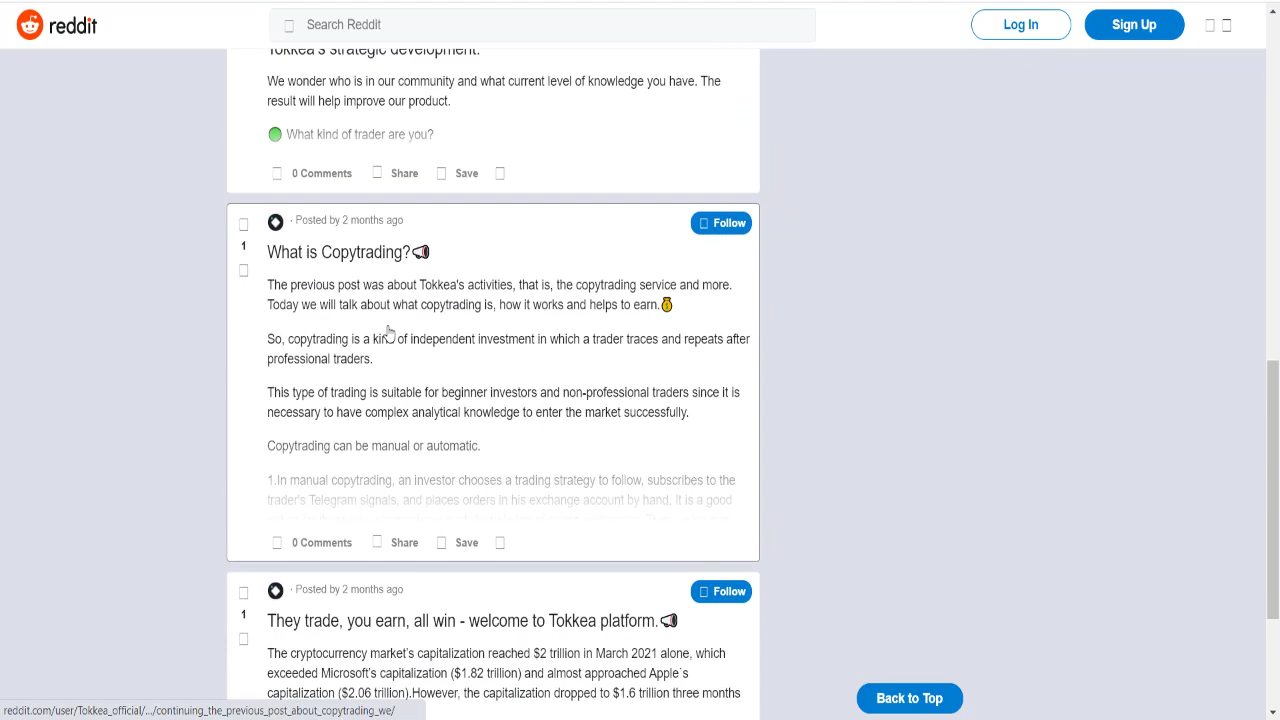 reddit
Search Reddit
Log In
Sign Up
Tokkea's strategic development.
We wonder who is in our community and what current level of knowledge you have. The
result will help improve our product.
What kind of trader are you?
0 Comments Share Save
· Posted by 2 months ago
Follow
1
What is Copytrading?
The previous post was about Tokkea's activities, that is, the copytrading service and more.
Today we will talk about what copytrading is, how it works and helps to earn.
So, copytrading is a kind of independent investment in which a trader traces and repeats after
professional traders.
This type of trading is suitable for beginner investors and non-professional traders since it is
necessary to have complex analytical knowledge to enter the market successfully.
Copytrading can be manual or automatic.
1.In manual copytrading, an investor chooses a trading strategy to follow, subscribes to the
trader's Telegram signals, and places orders in his exchange account by hand. It is a good
0 Comments Share Save
· Posted by 2 months ago
Follow
1
They trade, you earn, all win - welcome to Tokkea platform.
The cryptocurrency market's capitalization reached $2 trillion in March 2021 alone, which
exceeded Microsoft's capitalization ($1.82 trillion) and almost approached Apple`s
capitalization ($2.06 trillion).However, the capitalization dropped to $1.6 trillion three months
Back to Top
reddit.com/user/Tokkea_official/.../continuing_the_previous_post_about_copytrading_we/